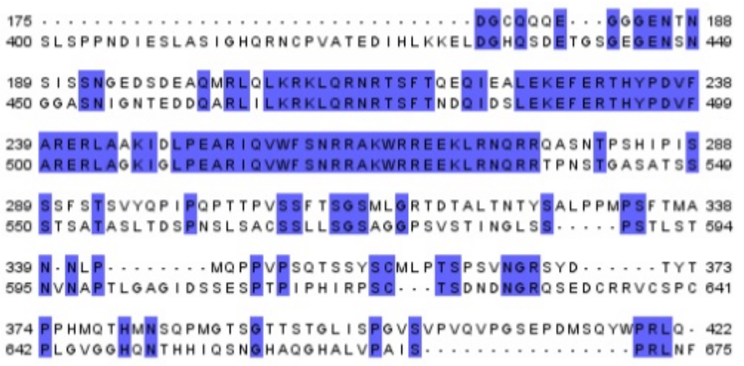 175 .................................DGCQQQE...GGGENTN 188
400 SLSPPNDIESLASIGHQRNCPVATEDIHLKKELDGHQSDETGSGEGENSN 449
189 SISSNGEDSDEAQMRLQLKRKLQRNRTSFTQEQIEALEKEFERTHYPDVF 238
450 GGASNIGNTEDDQARLILKRKLQRNRTSFTNDQIDSLEKEFERTHYPDVF 499
239 ARERLAAKIDLPEARIQVWFSNRRAKWRREEKLRNQRRQASNTPSHIPIS 288
500 ARERLAGKIGLPEARIQVWFSNRRAKWRREEKLRNQRRTPNSTGASATSS 549
289 SSFSTSVYQPIPQPTTPVSSFTSGSMLGRTDTALTNTYSALPPMPSFTMA 338
550 STSATASLTDSPNSLSACSSLLSGSAGGPSVSTINGLSS.....PSTLST 594
339 N.NLP........MQPPVPSQTSSYSCMLPTSPSVNGRSYD......TYT 373
595 NVNAPTLGAGIDSSESPTPIPHIRPSC...TSDNDNGRQSEDCRRVCSPC 641
374 PPHMQTHMNSQPMGTSGTTSTGLISPGVSVPVQVPGSEPDMSQYWPRLQ. 422
642 PLGVGGHQNTHHIQSNGHAQGHALVPAIS................PRLNF 675